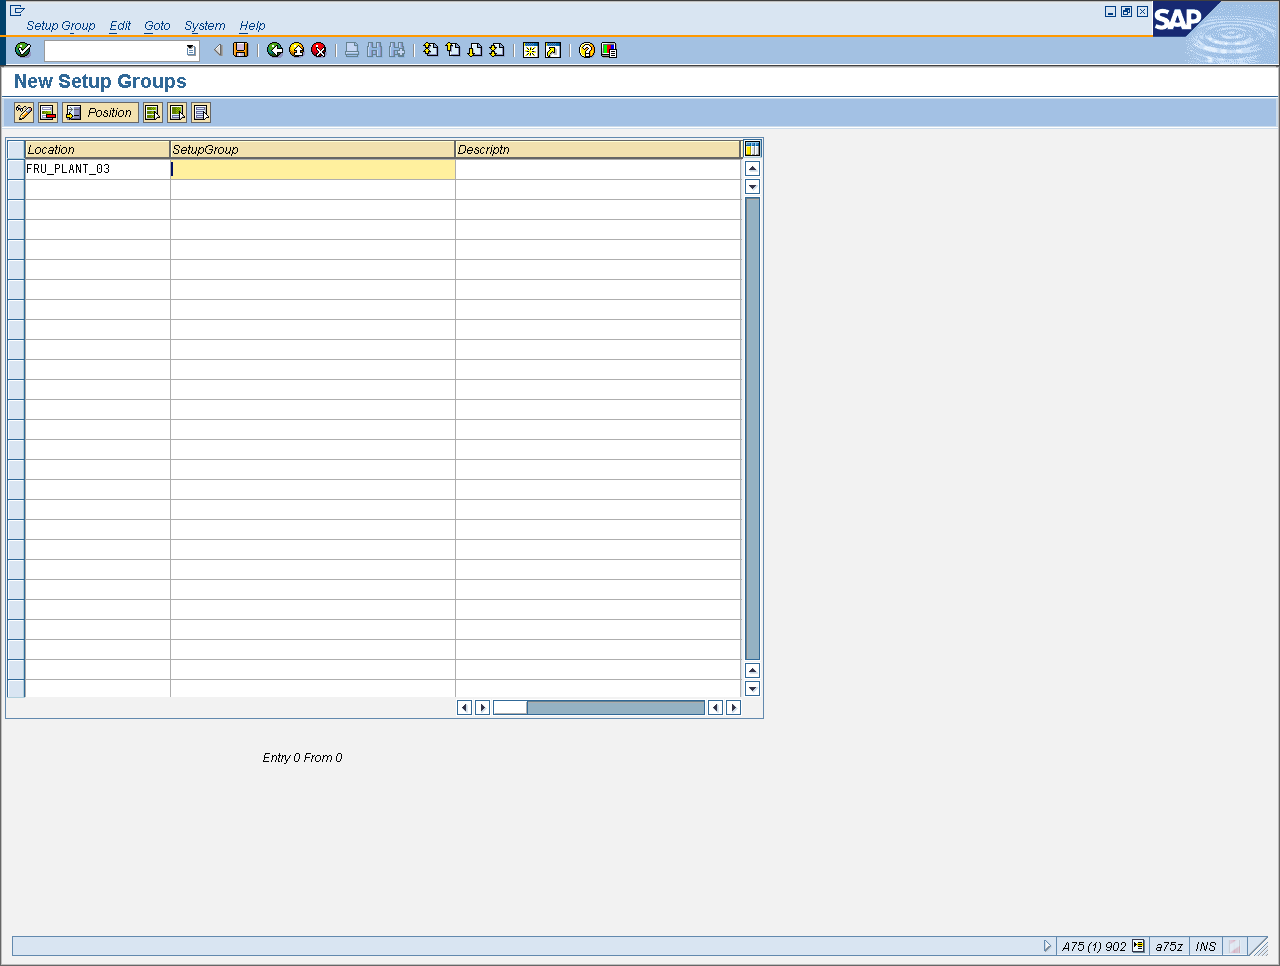 Setup Group Edit Goto System Help
SAP
New Setup Groups
Position
Location SetupGroup Descriptn
FRU_PLANT_03
Entry 0 From 0
A75 (1) 902 a75z INS